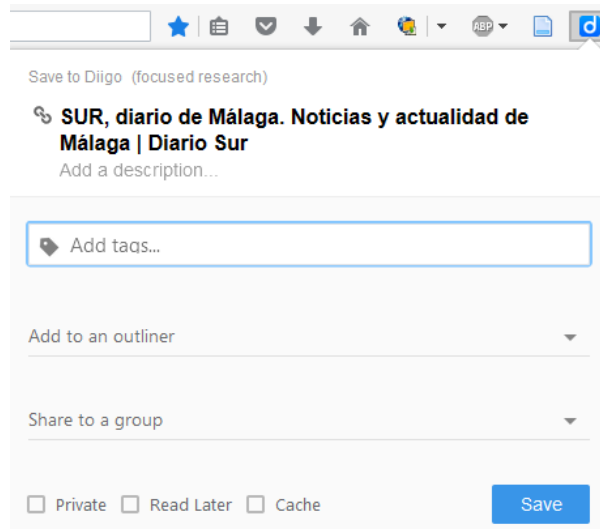 ABP
d
Save to Diigo (focused research)
SUR, diario de Málaga. Noticias y actualidad de
Málaga | Diario Sur
Add a description...
Add tags...
Add to an outliner
Share to a group
Private Read Later Cache Save